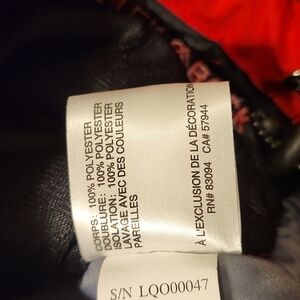 CORPS: 100% POLYESTER
DOUBLURE: 100% POLYESTER
ISOLATION: 100% POLYESTER
LAVAGE AVEC DES COULEURS
PAREILLES
À L'EXCLUSION DE LA DÉCORATION
RN# 83094 CA# 57944
S/N LQO00047